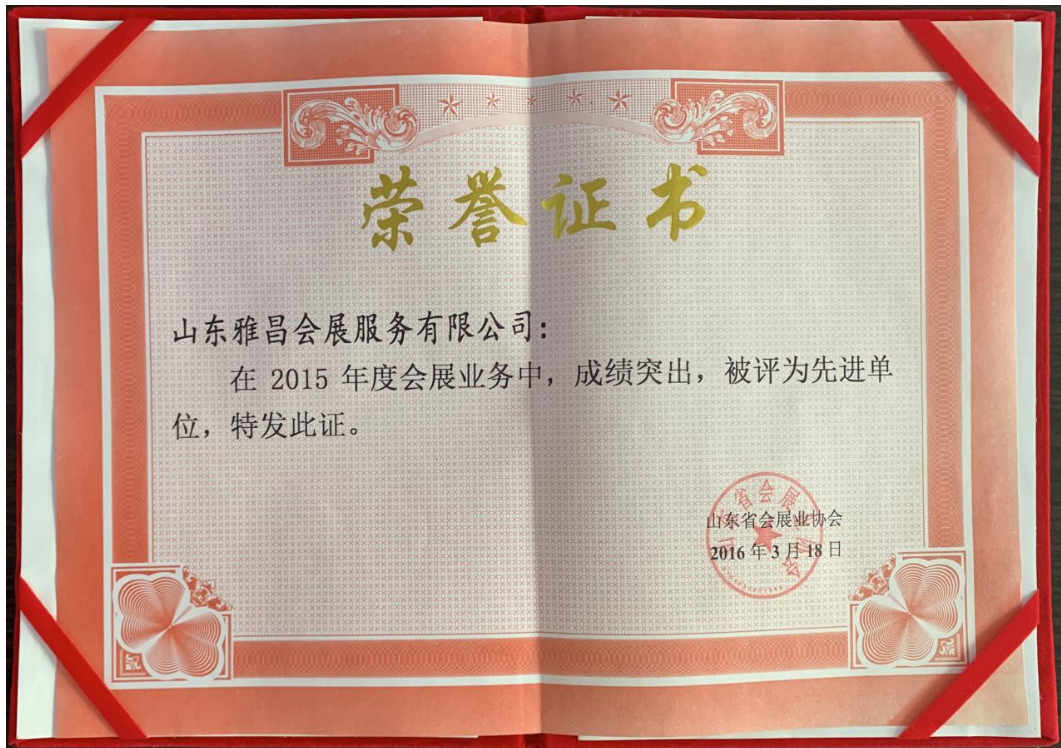 荣誉证书
山东雅昌会展服务有限公司：
在 2015 年度会展业务中，成绩突出，被评为先进单
位，特发此证。
山东省会展业协会
2016 年 3 月 18 日